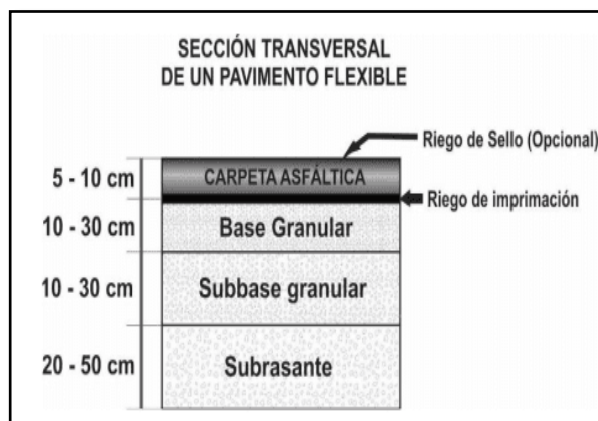 SECCIÓN TRANSVERSAL
DE UN PAVIMENTO FLEXIBLE
Riego de Sello (Opcional)
5 - 10 cm
CARPETA ASFÁLTICA
Riego de imprimación
10 - 30 cm
Base Granular
10 - 30 cm
Subbase granular
20 - 50 cm
Subrasante